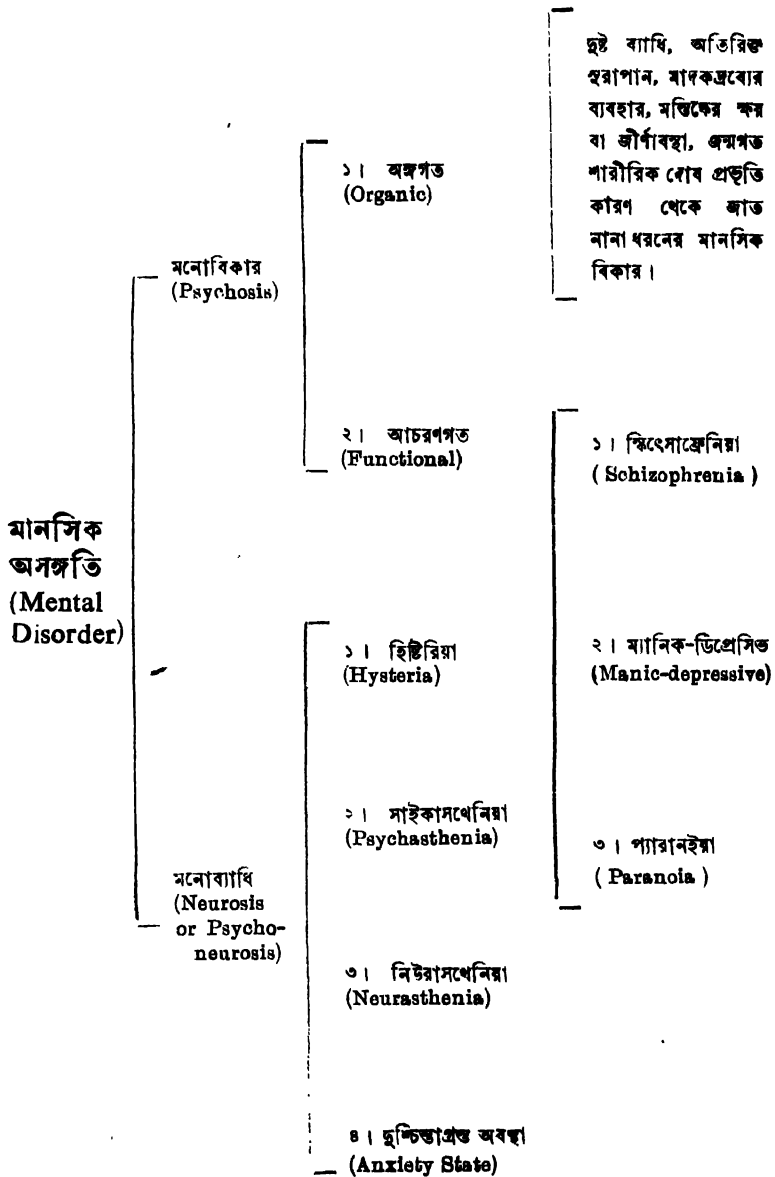 মানসিক
অসঙ্গতি
(Mental
Disorder)
মনোবিকার
(Psychosis)
১। অঙ্গগত
(Organic)
দুষ্ট ব্যাধি, অতিরিক্ত
সুরাপান, মাদকদ্রব্যের
ব্যবহার, মস্তিষ্কের ক্ষয়
বা জীর্ণাবস্থা, জন্মগত
শারীরিক দোষ প্রভৃতি
কারণ থেকে জাত
নানা ধরনের মানসিক
বিকার।
২। আচরণগত
(Functional)
১। স্কিৎসোফ্রেনিয়া
( Schizophrenia )
২। ম্যানিক-ডিপ্রেসিভ
(Manic-depressive)
৩। প্যারানইয়া
( Paranoia )
মনোব্যাধি
(Neurosis
or Psycho-
neurosis)
১। হিষ্টিরিয়া
(Hysteria)
২। সাইকাসথেনিয়া
(Psychasthenia)
৩। নিউরাসথেনিয়া
(Neurasthenia)
৪। দুশ্চিন্তাগ্রস্ত অবস্থা
(Anxiety State)